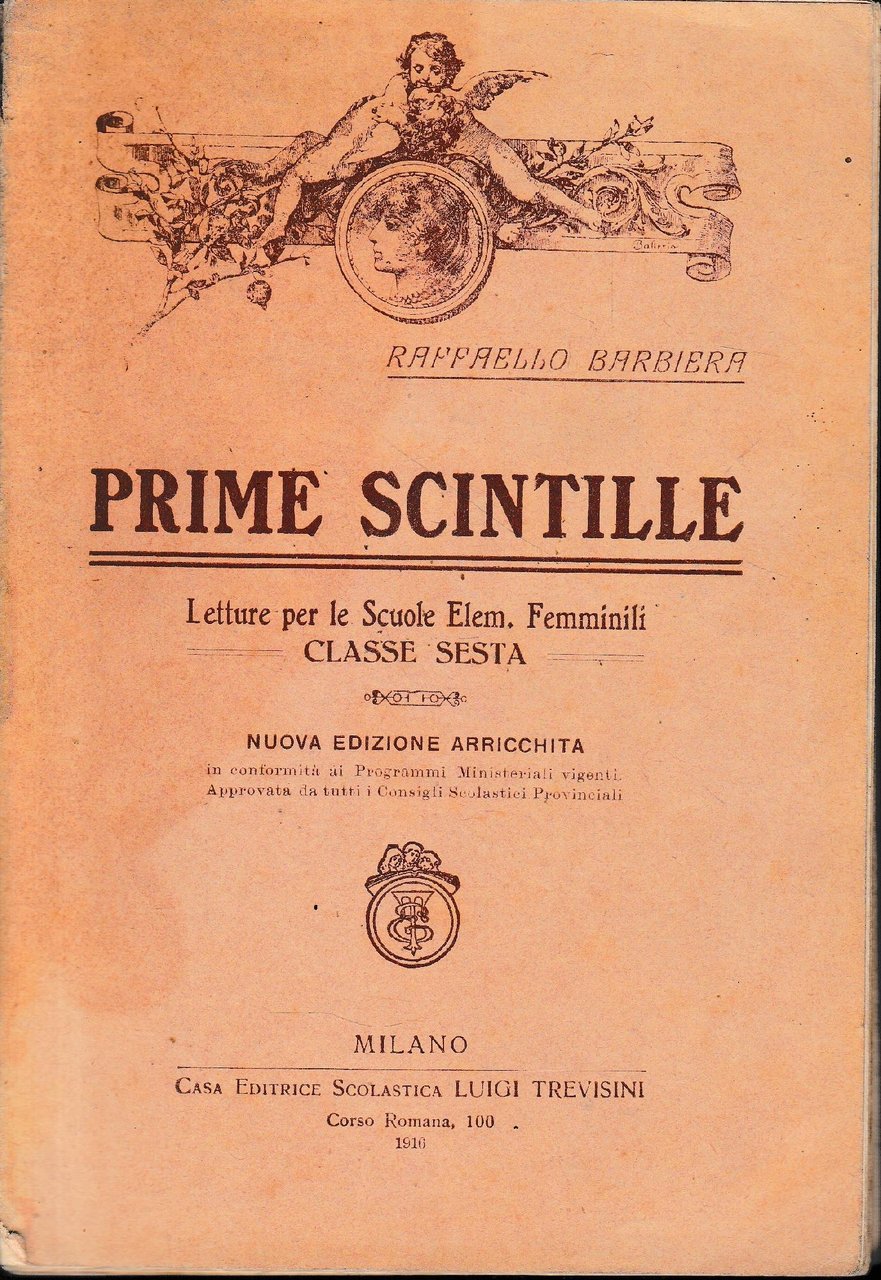 RAFFAELLO BARBIERA
PRIME SCINTILLE
Letture per le Scuole Elem. Femminili
CLASSE SESTA
NUOVA EDIZIONE ARRICCHITA
in conformità ai Programmi Ministeriali vigenti.
Approvata da tutti i Consigli Scolastici Provinciali
MILANO
CASA EDITRICE SCOLASTICA LUIGI TREVISINI
Corso Romana, 100
1916